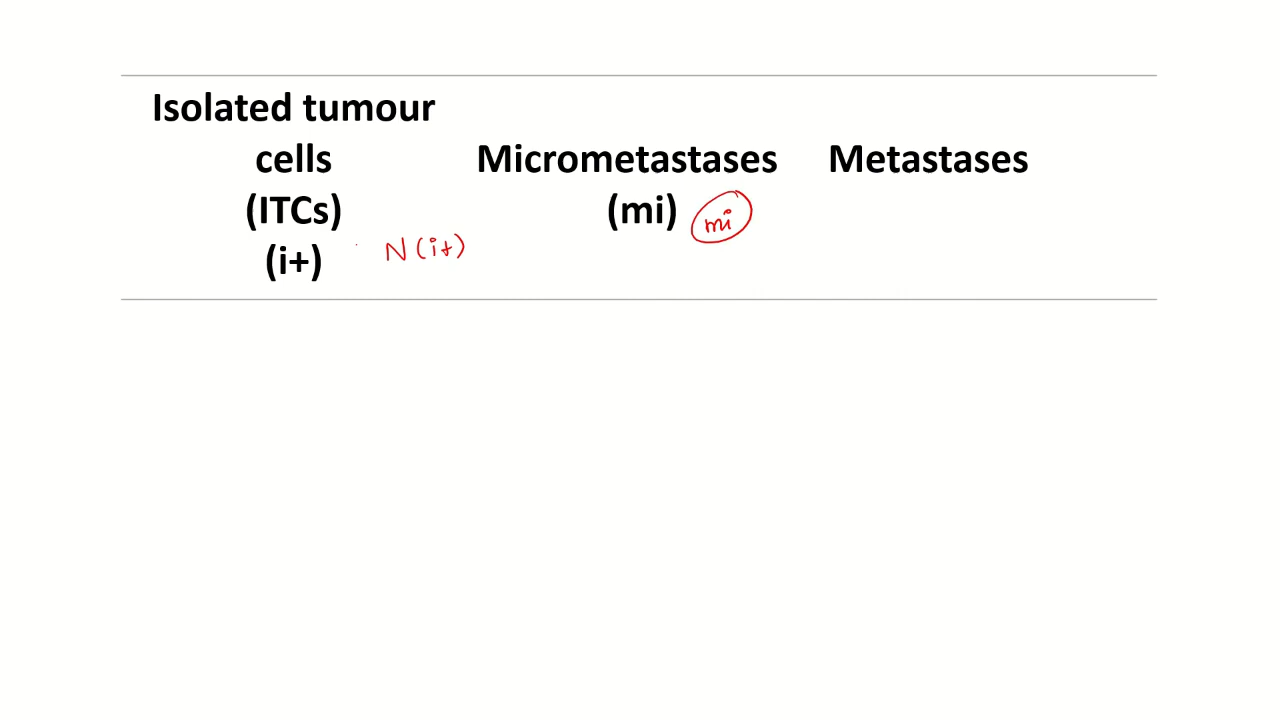 Isolated tumour
cells
(ITCs)
(i+)
N(i+)
Micrometastases
(mi)
mi
Metastases